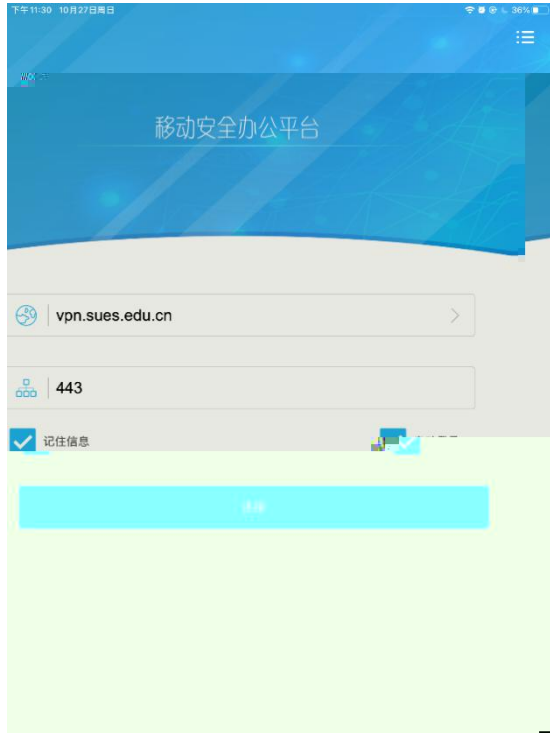 下午11:30 10月27日周日
36%
移动安全办公平台
vpn.sues.edu.cn
443
记住信息